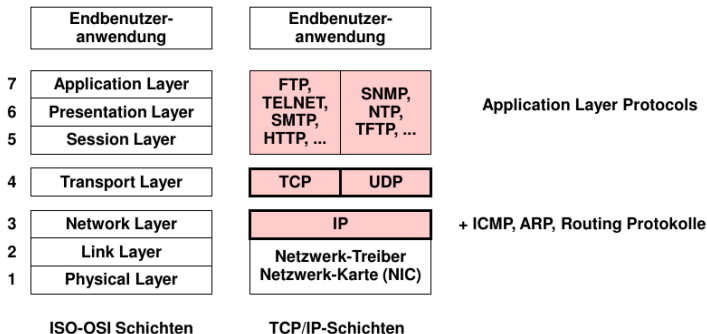 Endbenutzer-
anwendung
Endbenutzer-
anwendung
7 Application Layer
6 Presentation Layer
5 Session Layer
FTP,
TELNET,
SMTP,
HTTP, ...
SNMP,
NTP,
TFTP, ...
Application Layer Protocols
4 Transport Layer
TCP
UDP
3 Network Layer
IP
+ ICMP, ARP, Routing Protokolle
2 Link Layer
1 Physical Layer
Netzwerk-Treiber
Netzwerk-Karte (NIC)
ISO-OSI Schichten
TCP/IP-Schichten